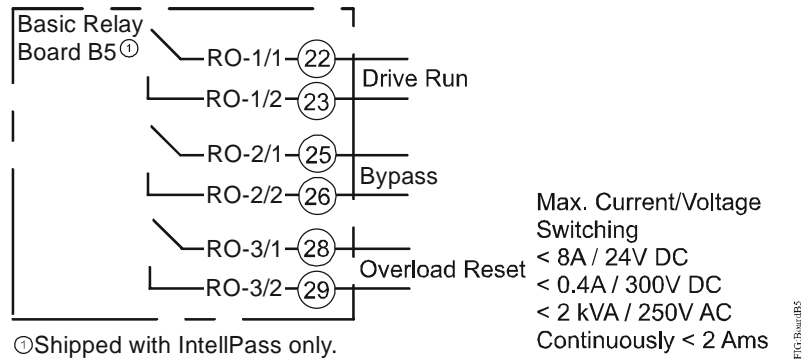 Basic Relay
Board B5①
RO-1/1 22
Drive Run
RO-1/2 23
RO-2/1 25
Bypass
RO-2/2 26
RO-3/1 28
Overload Reset
RO-3/2 29
①Shipped with IntellPass only.
Max. Current/Voltage
Switching
< 8A / 24V DC
< 0.4A / 300V DC
< 2 kVA / 250V AC
Continuously < 2 Ams
FIG:BoardB5